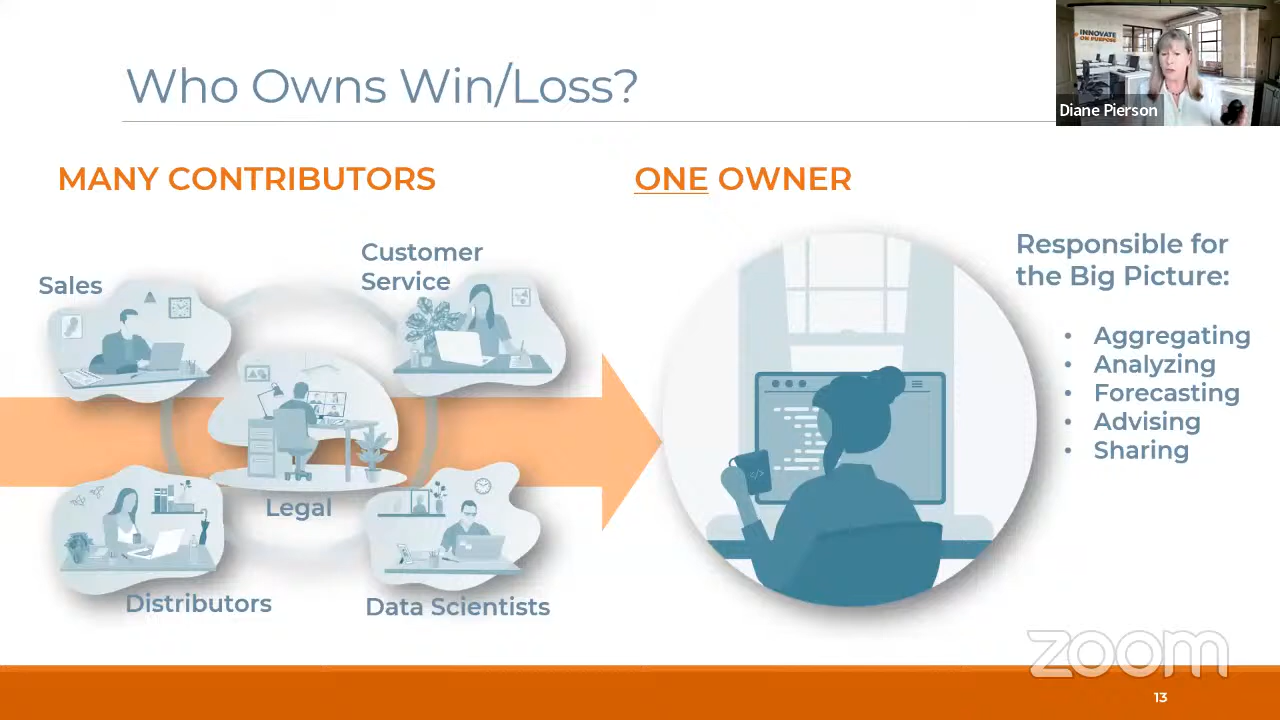 Who Owns Win/Loss?
INNOVATE
ON PURPOSE
Diane Pierson
MANY CONTRIBUTORS
ONE OWNER
Sales
Customer
Service
Legal
Distributors
Data Scientists
Responsible for
the Big Picture:
• Aggregating
• Analyzing
• Forecasting
• Advising
• Sharing
zoom
13